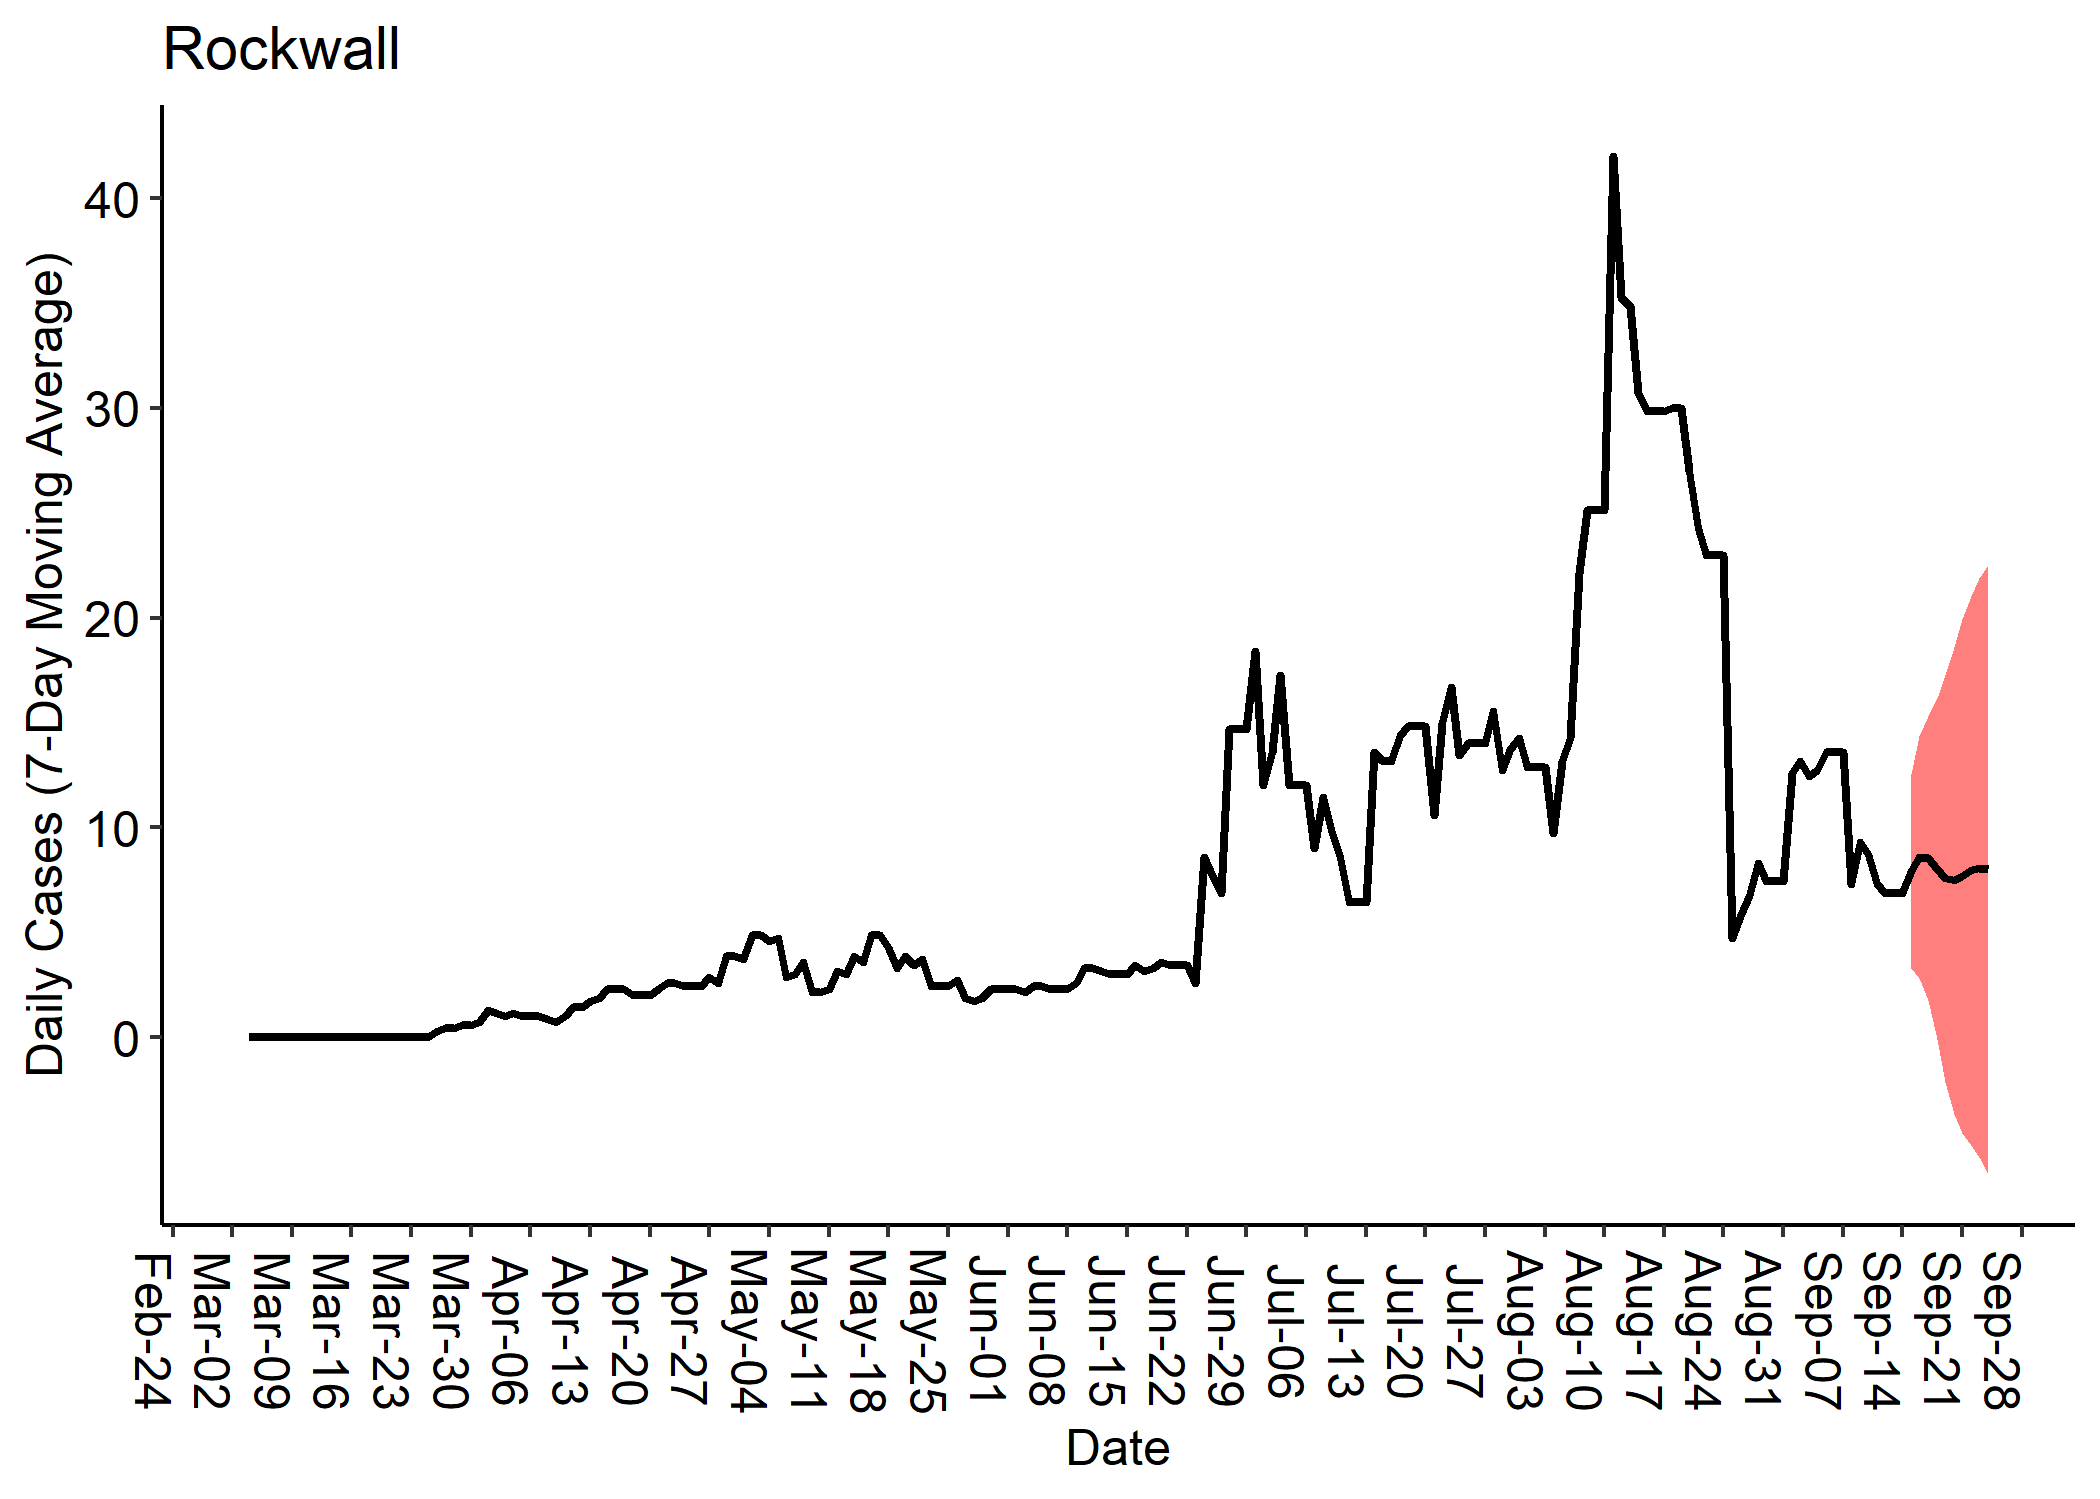 Rockwall
Daily Cases (7-Day Moving Average)
40
30
20
10
0
Feb-24
Mar-02
Mar-09
Mar-16
Mar-23
Mar-30
Apr-06
Apr-13
Apr-20
Apr-27
May-04
May-11
May-18
May-25
Jun-01
Jun-08
Jun-15
Jun-22
Jun-29
Jul-06
Jul-13
Jul-20
Jul-27
Aug-03
Aug-10
Aug-17
Aug-24
Aug-31
Sep-07
Sep-14
Sep-21
Sep-28
Date